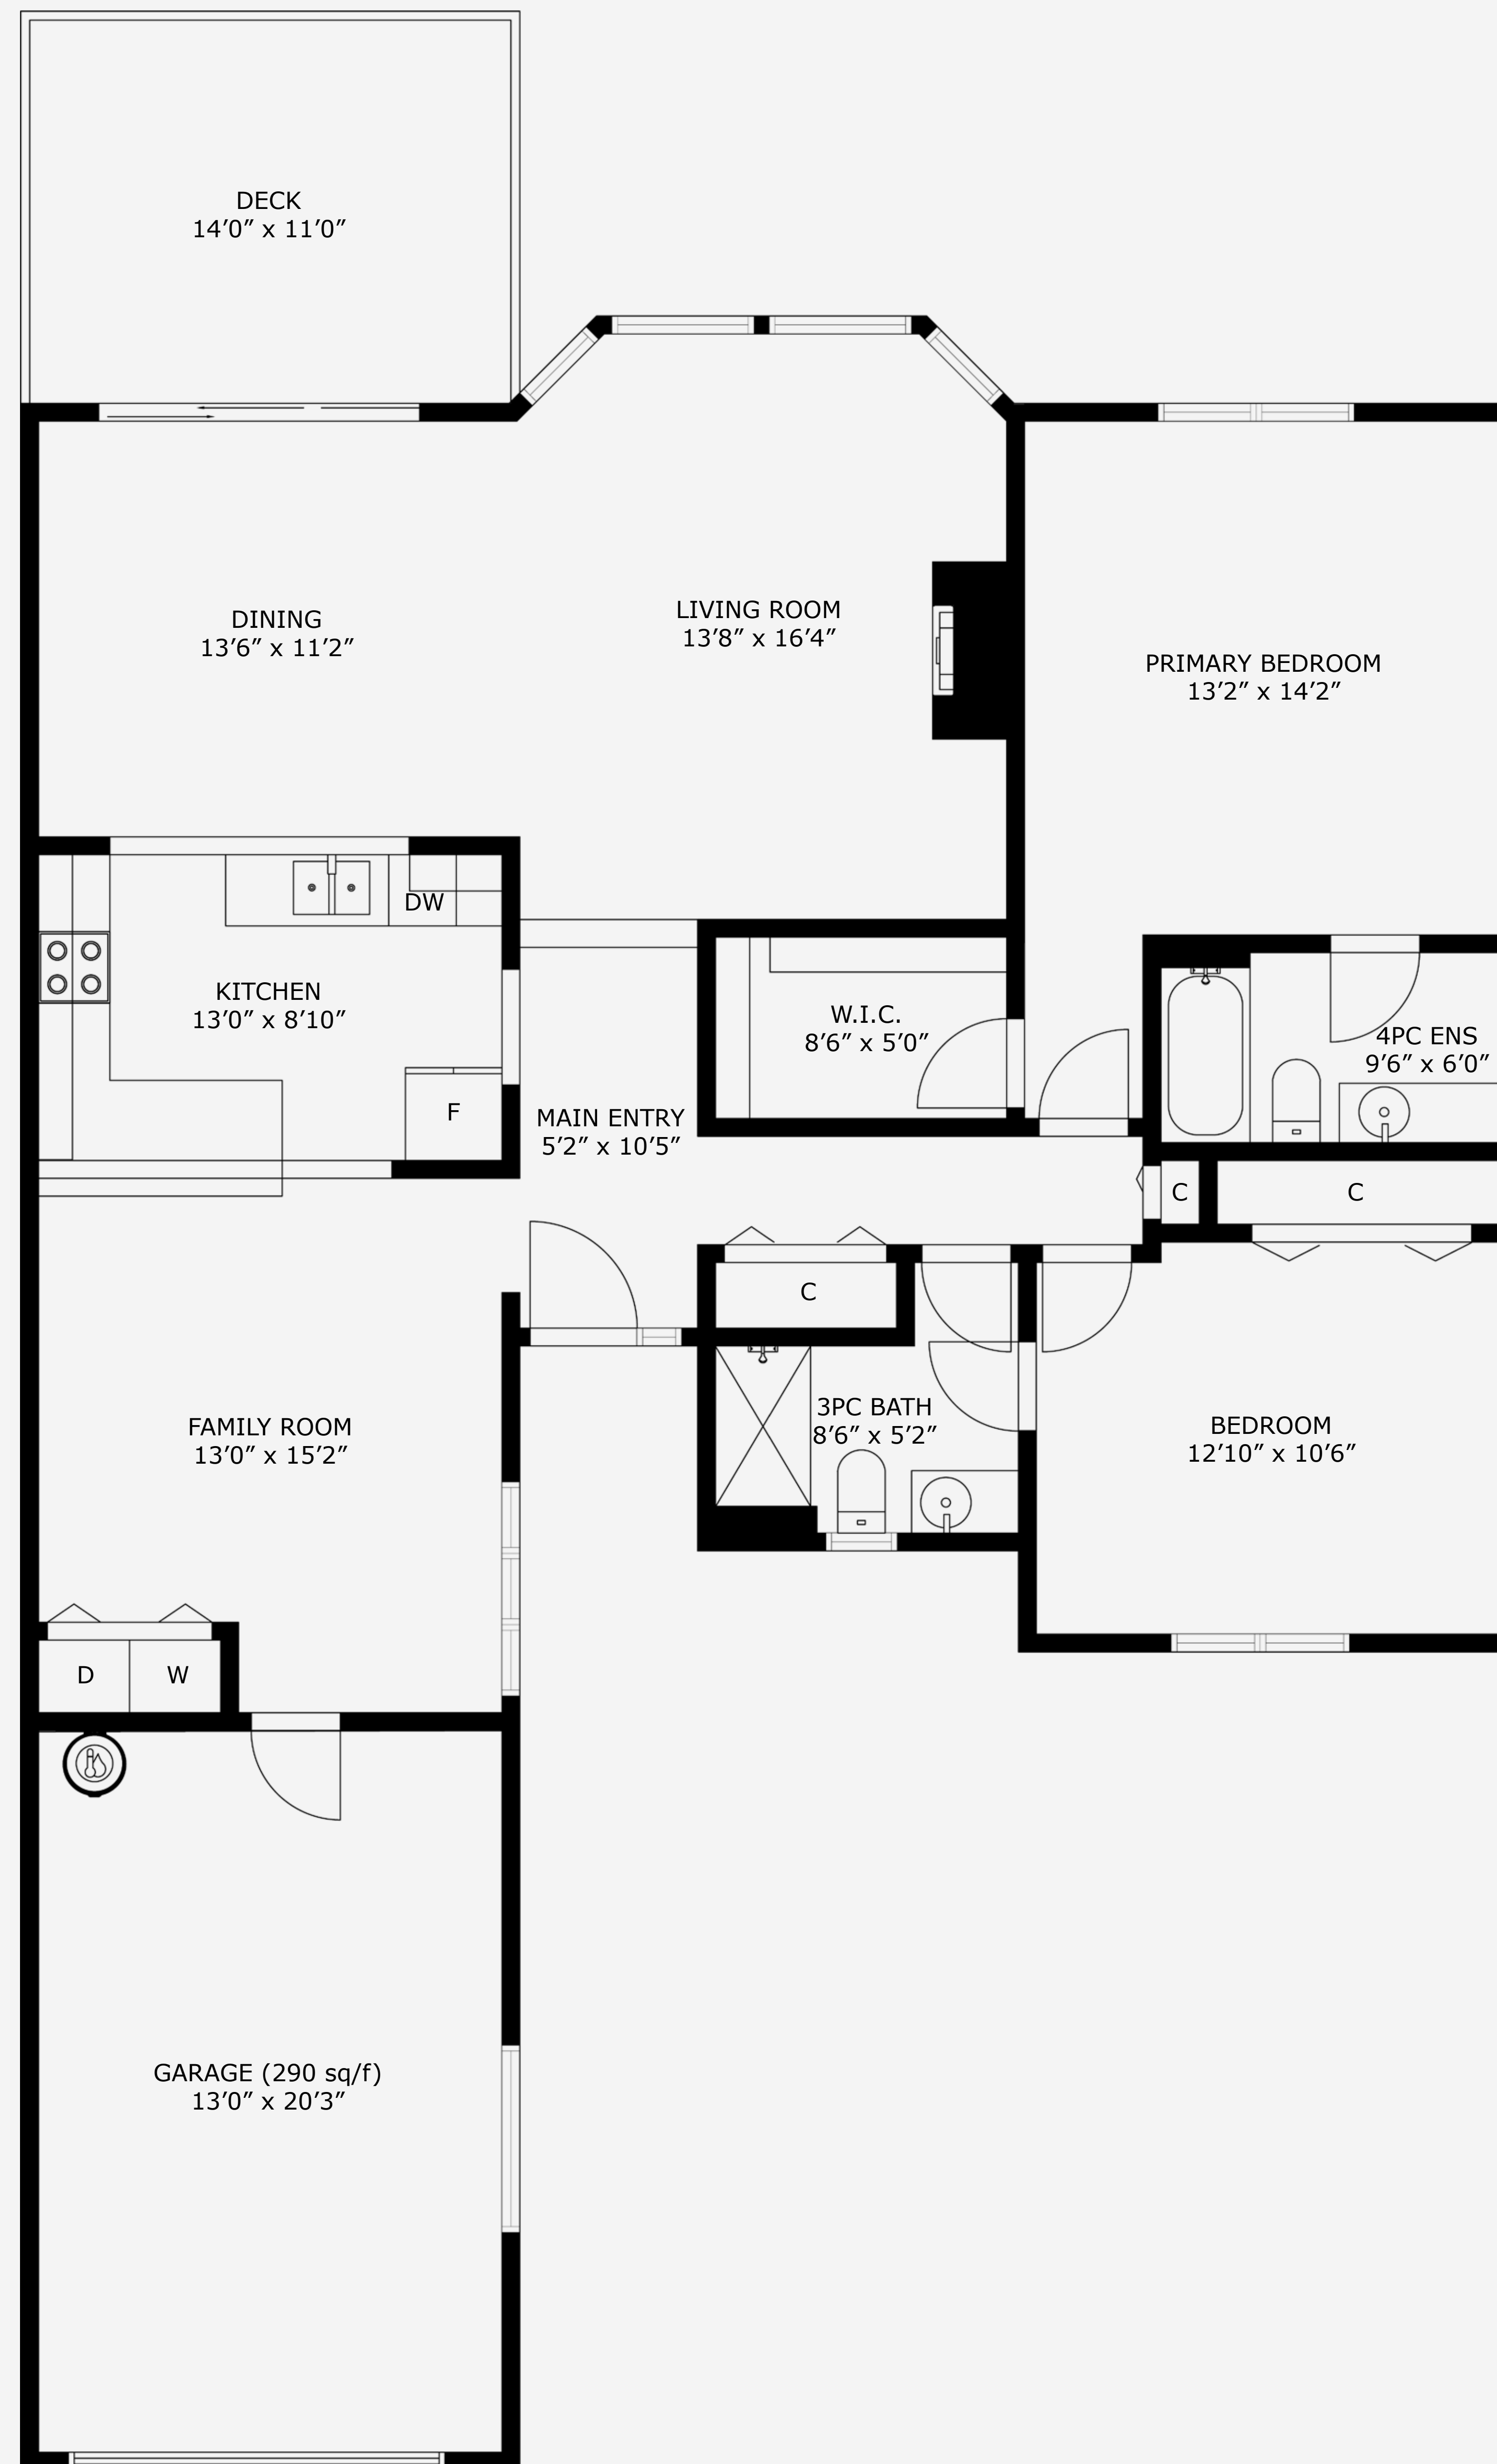 DECK
14’0” x 11’0”
DINING
13’6” x 11’2”
LIVING ROOM
13’8” x 16’4”
PRIMARY BEDROOM
13’2” x 14’2”
DW
KITCHEN
13’0” x 8’10”
W.I.C.
8’6” x 5’0”
4PC ENS
9’6” x 6’0”
F
MAIN ENTRY
5’2” x 10’5”
C
C
C
3PC BATH
8’6” x 5’2”
FAMILY ROOM
13’0” x 15’2”
BEDROOM
12’10” x 10’6”
D
W
GARAGE (290 sq/f)
13’0” x 20’3”